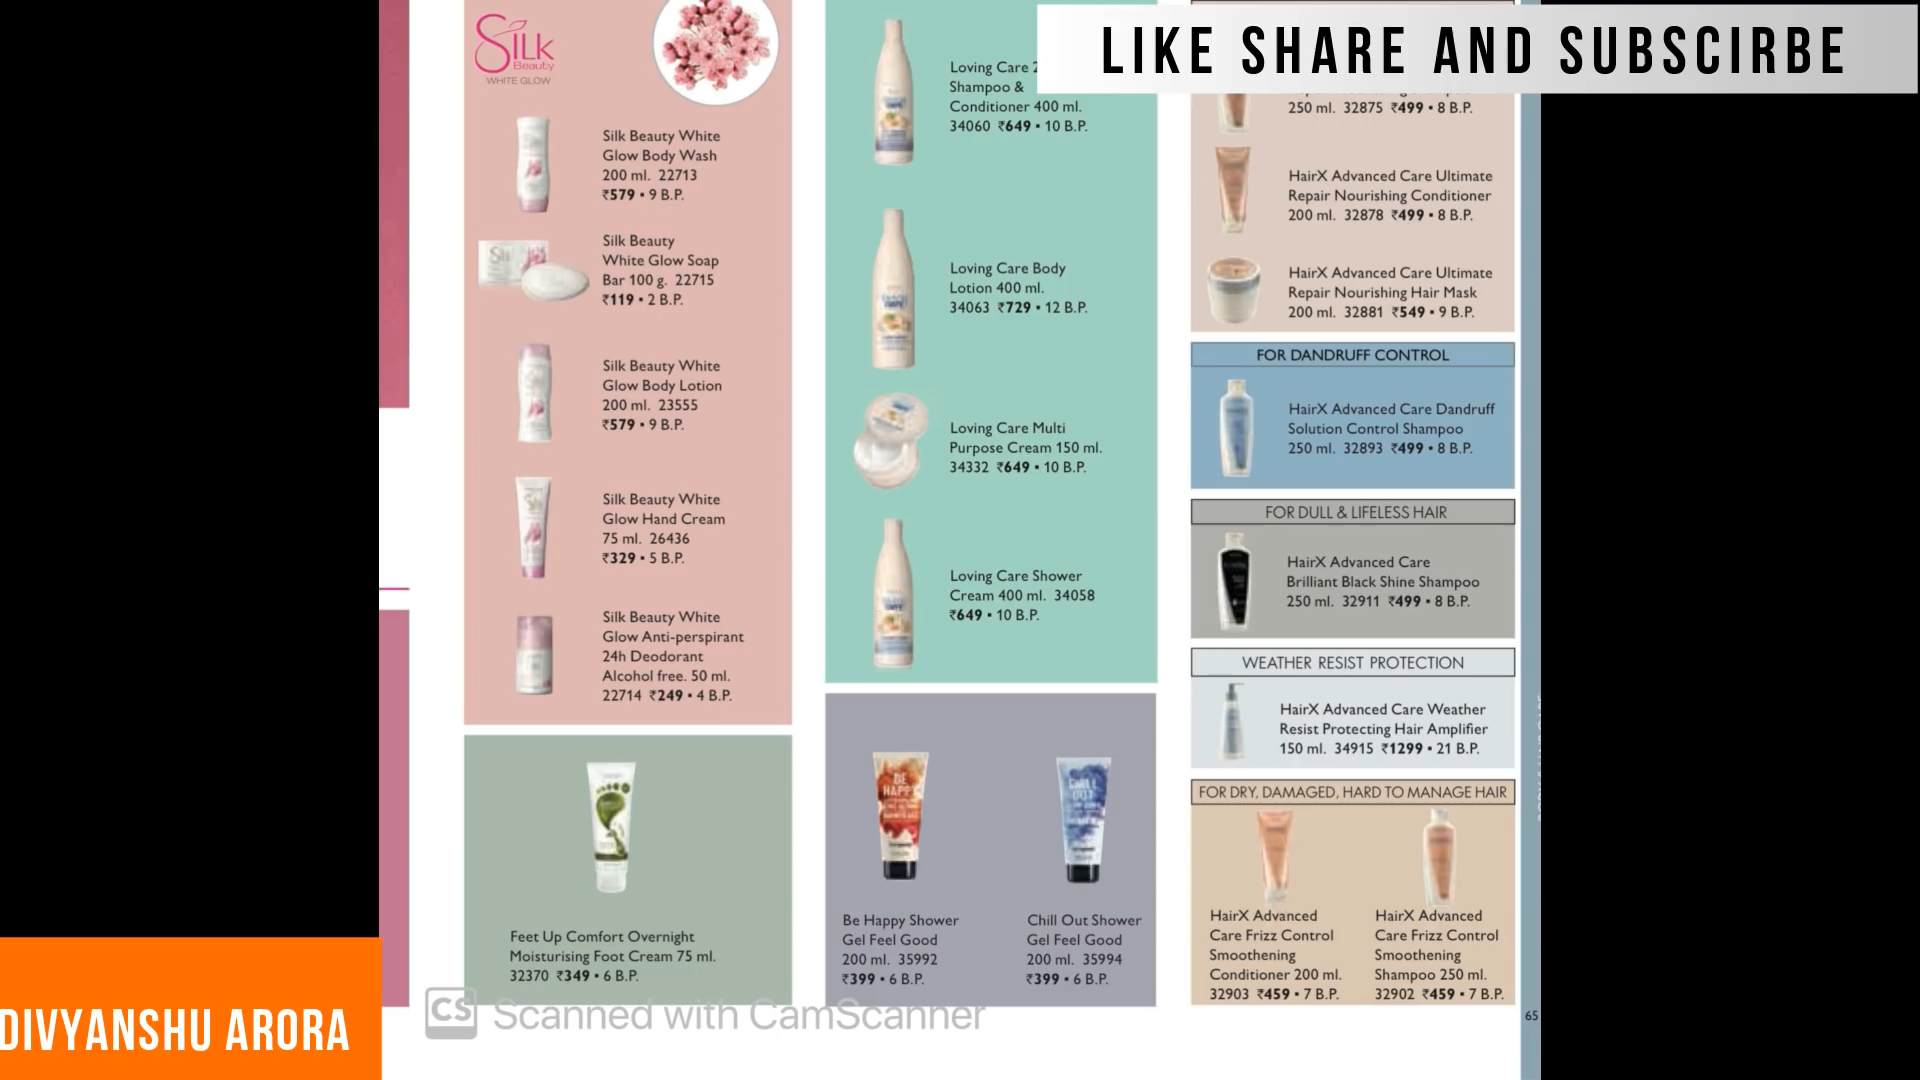 LIKE SHARE AND SUBSCIRBE
SILK
Beauty
WHITE GLOW
Silk Beauty White
Glow Body Wash
200 ml. 22713
₹579 • 9 B.P.
Silk Beauty
White Glow Soap
Bar 100 g. 22715
₹119 • 2 B.P.
Silk Beauty White
Glow Body Lotion
200 ml. 23555
₹579 • 9 B.P.
Silk Beauty White
Glow Hand Cream
75 ml. 26436
₹329 • 5 B.P.
Silk Beauty White
Glow Anti-perspirant
24h Deodorant
Alcohol free. 50 ml.
22714 ₹249 • 4 B.P.
Feet Up Comfort Overnight
Moisturising Foot Cream 75 ml.
32370 ₹349 • 6 B.P.
Loving Care 2
Shampoo &
Conditioner 400 ml.
34060 ₹649 • 10 B.P.
Loving Care Body
Lotion 400 ml.
34063 ₹729 • 12 B.P.
Loving Care Multi
Purpose Cream 150 ml.
34332 ₹649 • 10 B.P.
Loving Care Shower
Cream 400 ml. 34058
₹649 • 10 B.P.
BE
HAPPY
CHILL
OUT
Be Happy Shower
Gel Feel Good
200 ml. 35992
₹399 • 6 B.P.
Chill Out Shower
Gel Feel Good
200 ml. 35994
₹399 • 6 B.P.
250 ml. 32875 ₹499 • 8 B.P.
HairX Advanced Care Ultimate
Repair Nourishing Conditioner
200 ml. 32878 ₹499 • 8 B.P.
HairX Advanced Care Ultimate
Repair Nourishing Hair Mask
200 ml. 32881 ₹549 • 9 B.P.
FOR DANDRUFF CONTROL
HairX Advanced Care Dandruff
Solution Control Shampoo
250 ml. 32893 ₹499 • 8 B.P.
FOR DULL & LIFELESS HAIR
HairX Advanced Care
Brilliant Black Shine Shampoo
250 ml. 32911 ₹499 • 8 B.P.
WEATHER RESIST PROTECTION
HairX Advanced Care Weather
Resist Protecting Hair Amplifier
150 ml. 34915 ₹1299 • 21 B.P.
FOR DRY, DAMAGED, HARD TO MANAGE HAIR
HairX Advanced
Care Frizz Control
Smoothening
Conditioner 200 ml.
32903 ₹459 • 7 B.P.
HairX Advanced
Care Frizz Control
Smoothening
Shampoo 250 ml.
32902 ₹459 • 7 B.P.
65
CS Scanned with CamScanner
DIVYANSHU ARORA